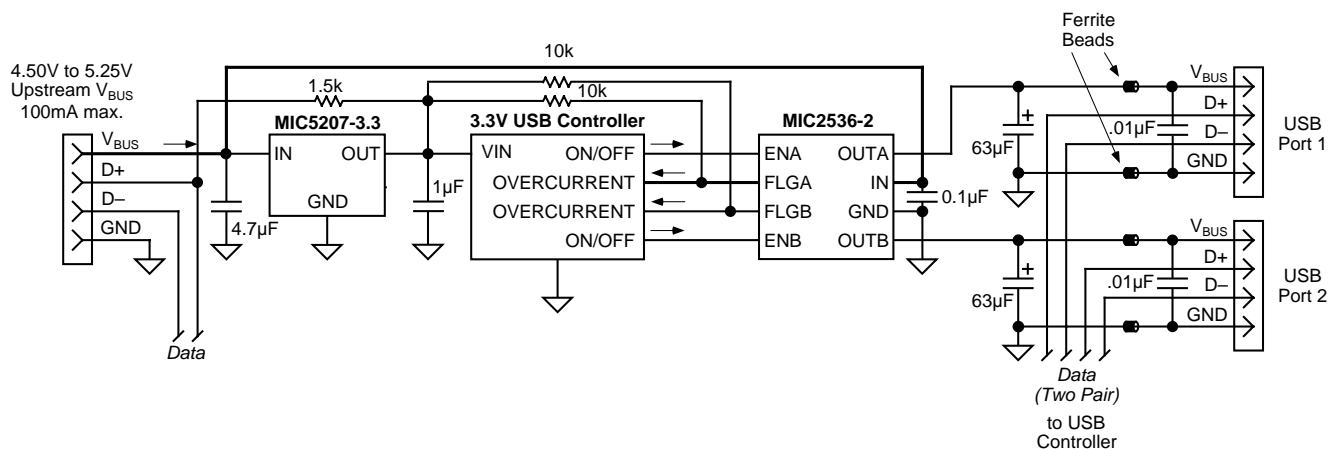 Ferrite
Beads
10k
4.50V to 5.25V
Upstream VBUS
100mA max.
1.5k
10k
MIC5207-3.3
3.3V USB Controller
MIC2536-2
VBUS
D+
D–
GND
IN
OUT
GND
4.7µF
1µF
VIN
ON/OFF
OVERCURRENT
OVERCURRENT
ON/OFF
ENA
FLGA
FLGB
ENB
OUTA
IN
GND
OUTB
0.1µF
+
63µF
.01µF
VBUS
D+
D–
GND
USB
Port 1
+
63µF
.01µF
VBUS
D+
D–
GND
USB
Port 2
Data
Data
(Two Pair)
to USB
Controller